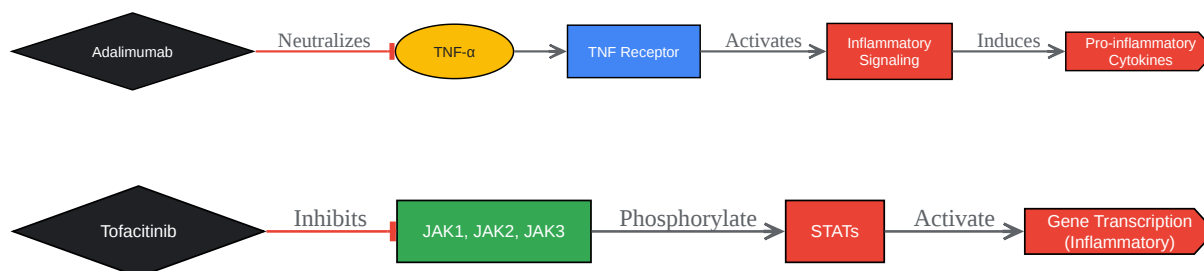 Adalimumab
Neutralizes
TNF-α
TNF Receptor
Activates
Inflammatory
Signaling
Induces
Pro-inflammatory
Cytokines
Tofacitinib
Inhibits
JAK1, JAK2, JAK3
Phosphorylate
STATs
Activate
Gene Transcription
(Inflammatory)